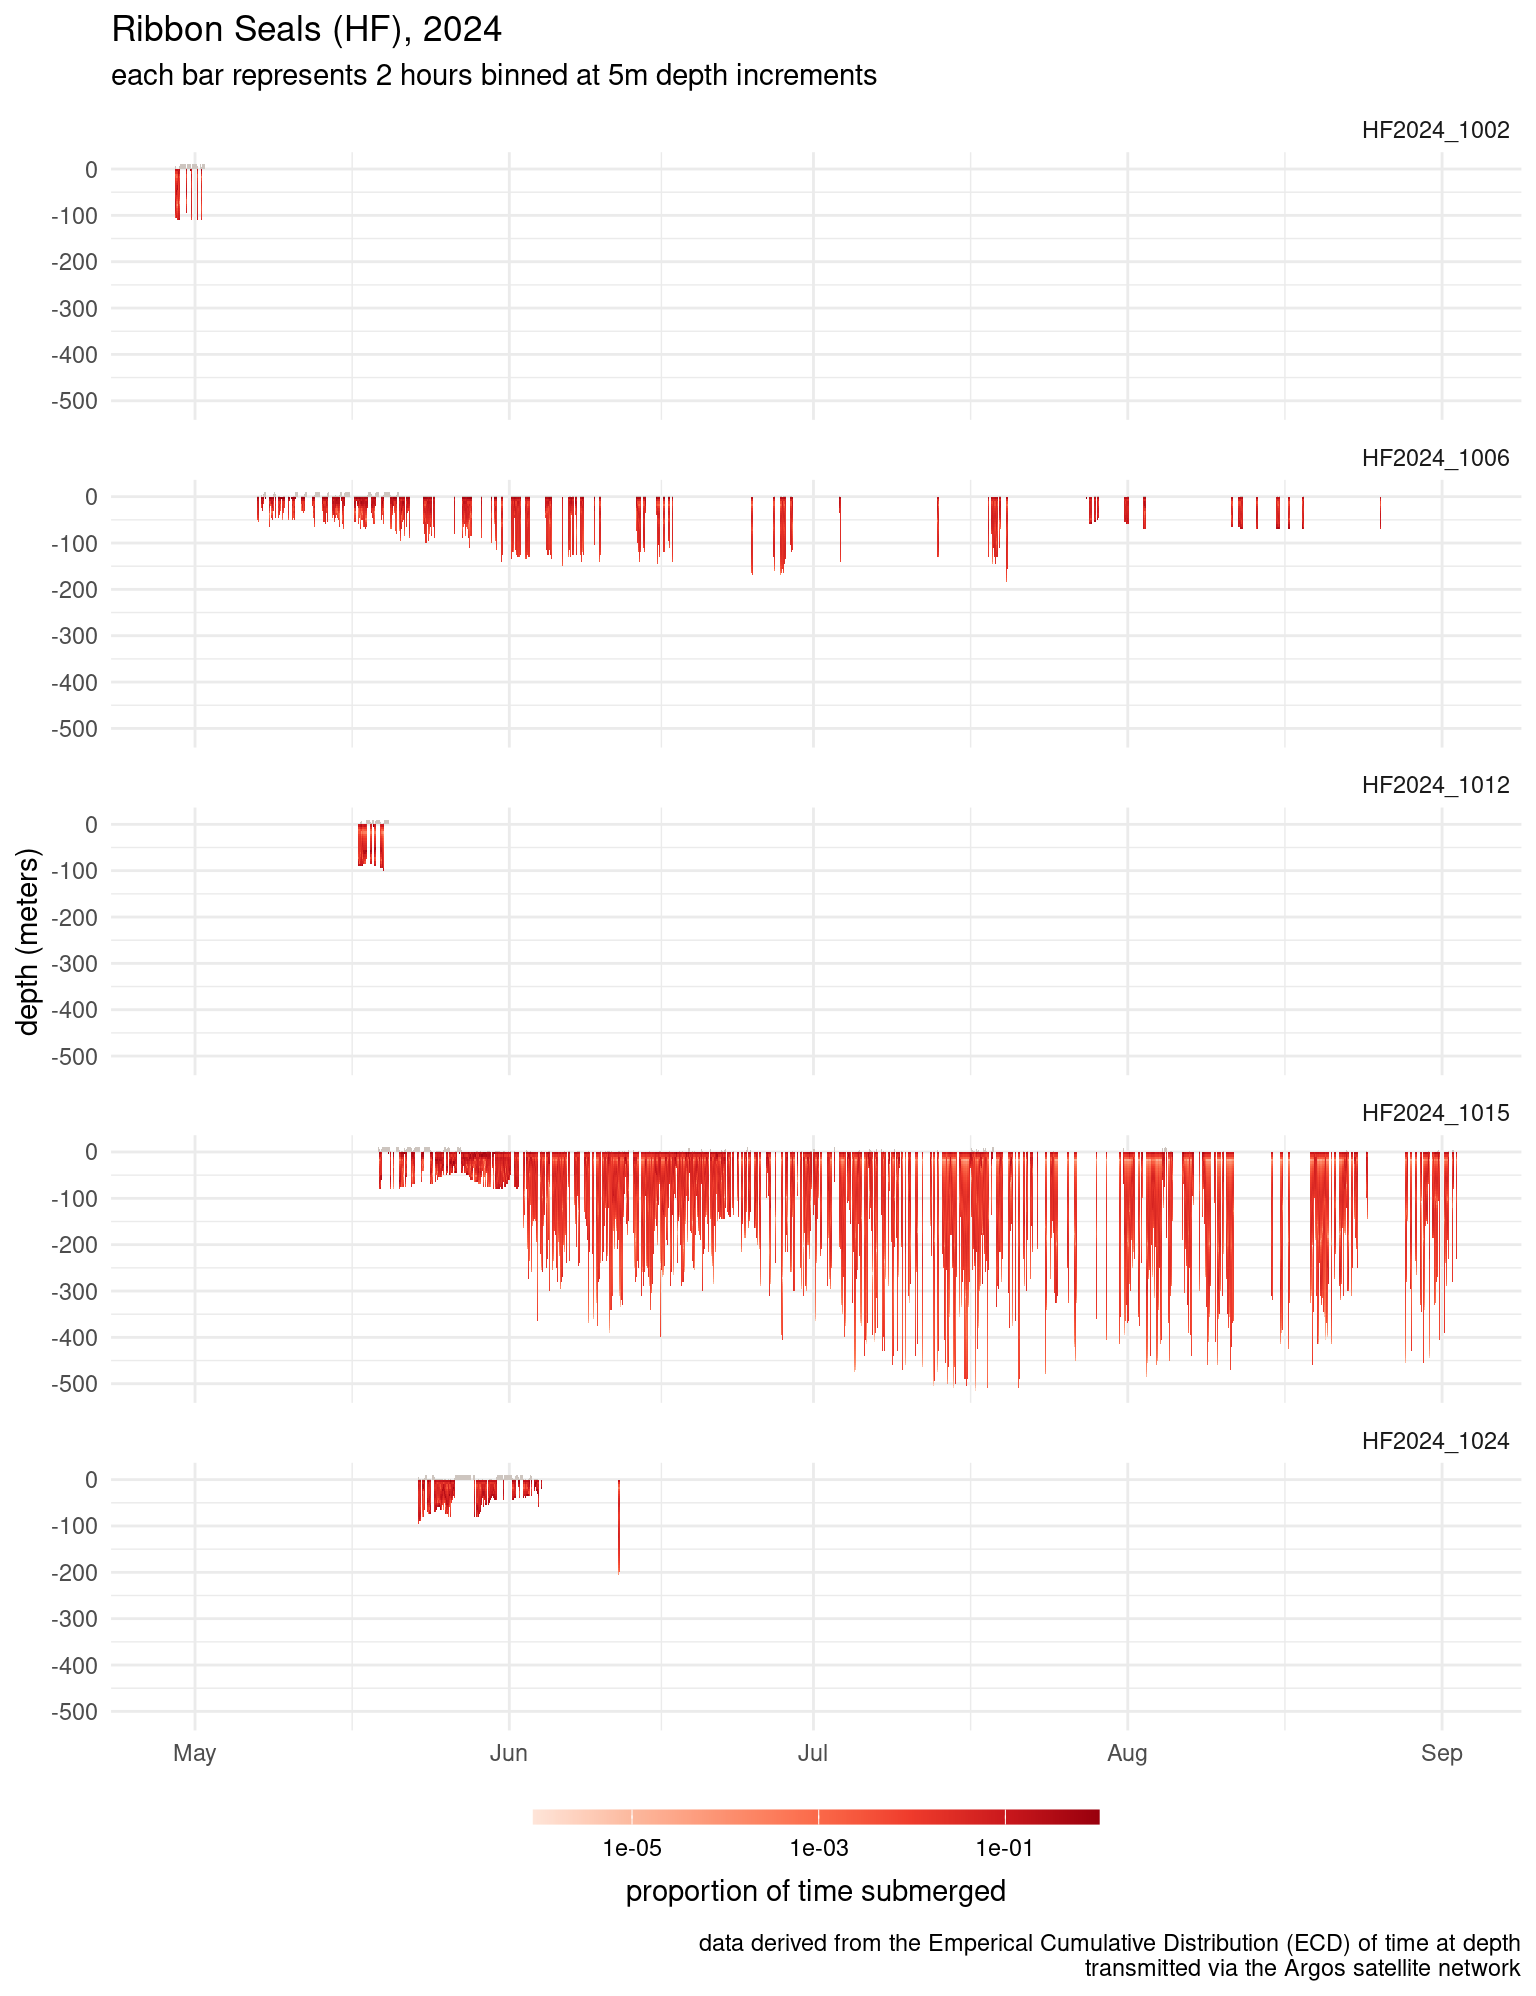 Ribbon Seals (HF), 2024
each bar represents 2 hours binned at 5m depth increments
HF2024_1002
0
-100
-200
-300
-400
-500
HF2024_1006
0
-100
-200
-300
-400
-500
HF2024_1012
0
-100
-200
-300
-400
-500
depth (meters)
HF2024_1015
0
-100
-200
-300
-400
-500
HF2024_1024
0
-100
-200
-300
-400
-500
May Jun Jul Aug Sep
1e-05 1e-03 1e-01
proportion of time submerged
data derived from the Emperical Cumulative Distribution (ECD) of time at depth
transmitted via the Argos satellite network